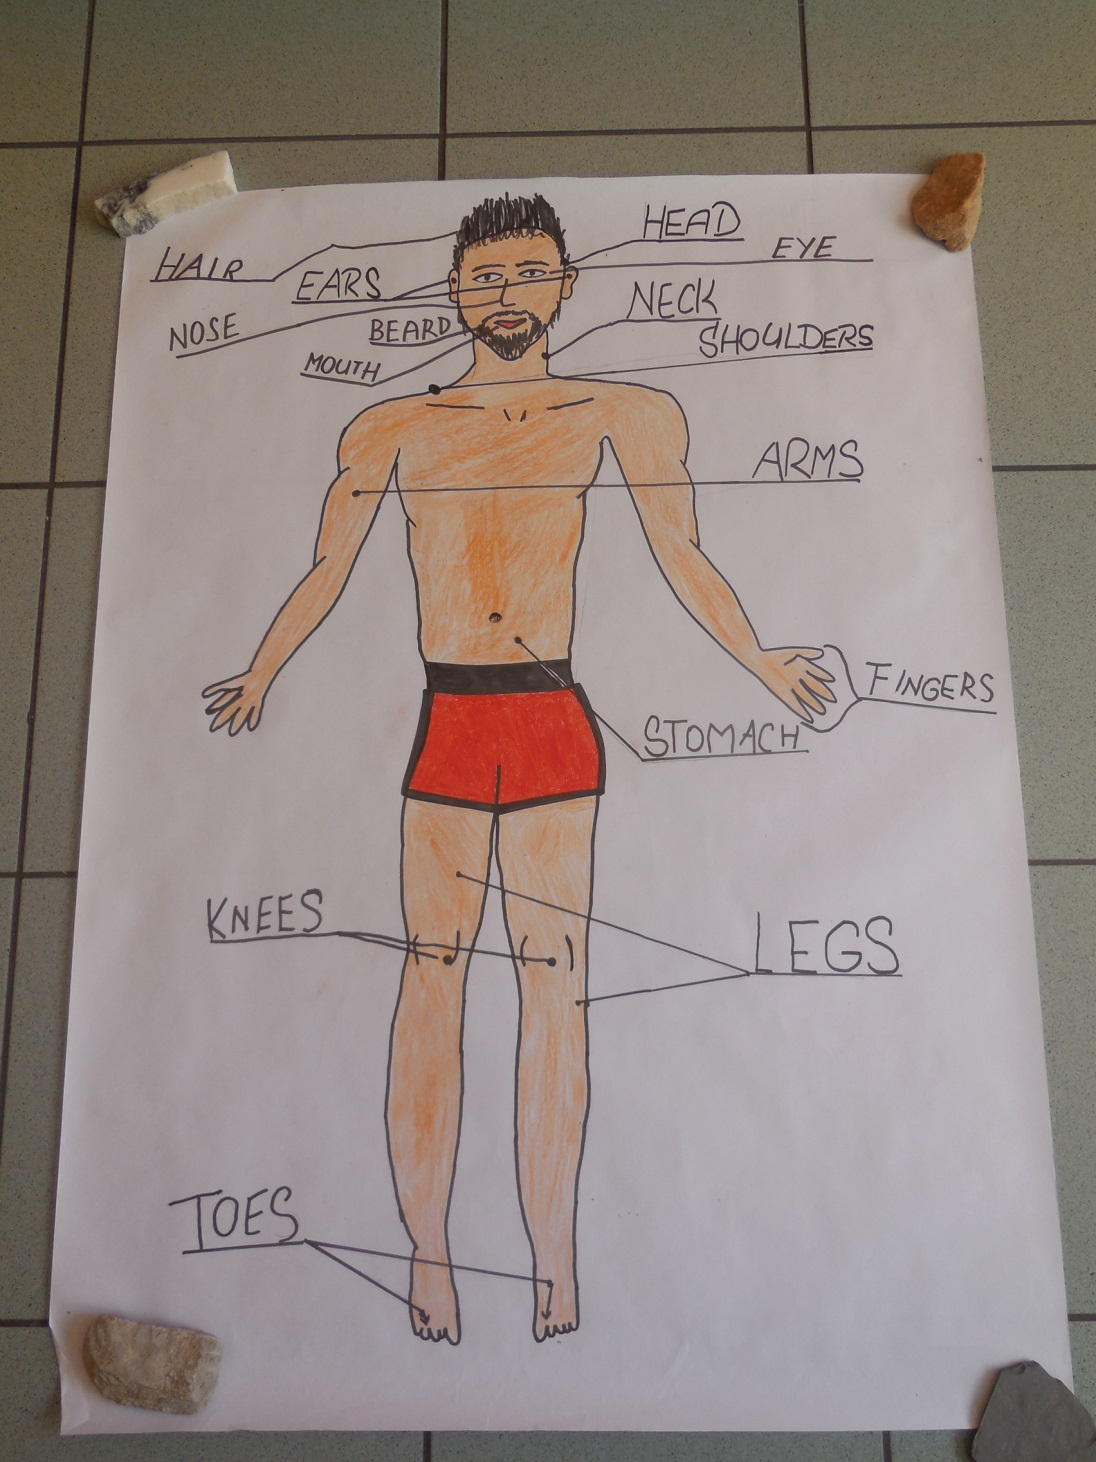 HEAD
EYE
HAIR
EARS
NECK
NOSE
BEARD
SHOULDERS
MOUTH
ARMS
FINGERS
STOMACH
KNEES
LEGS
TOES